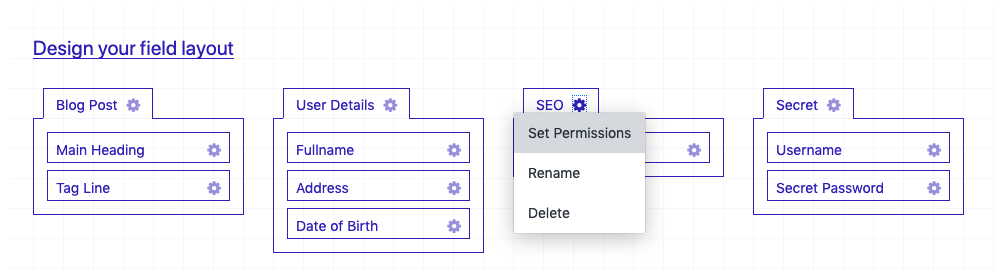 Design your field layout
Blog Post
Main Heading
Tag Line
User Details
Fullname
Address
Date of Birth
SEO
Set Permissions
Rename
Delete
Secret
Username
Secret Password